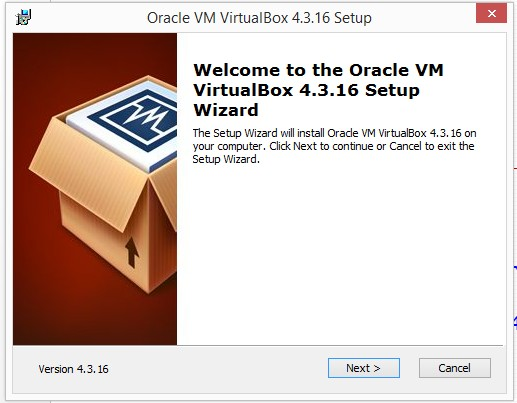 Oracle VM VirtualBox 4.3.16 Setup
Welcome to the Oracle VM
VirtualBox 4.3.16 Setup
Wizard
The Setup Wizard will install Oracle VM VirtualBox 4.3.16 on
your computer. Click Next to continue or Cancel to exit the
Setup Wizard.
Version 4.3.16
Next >
Cancel